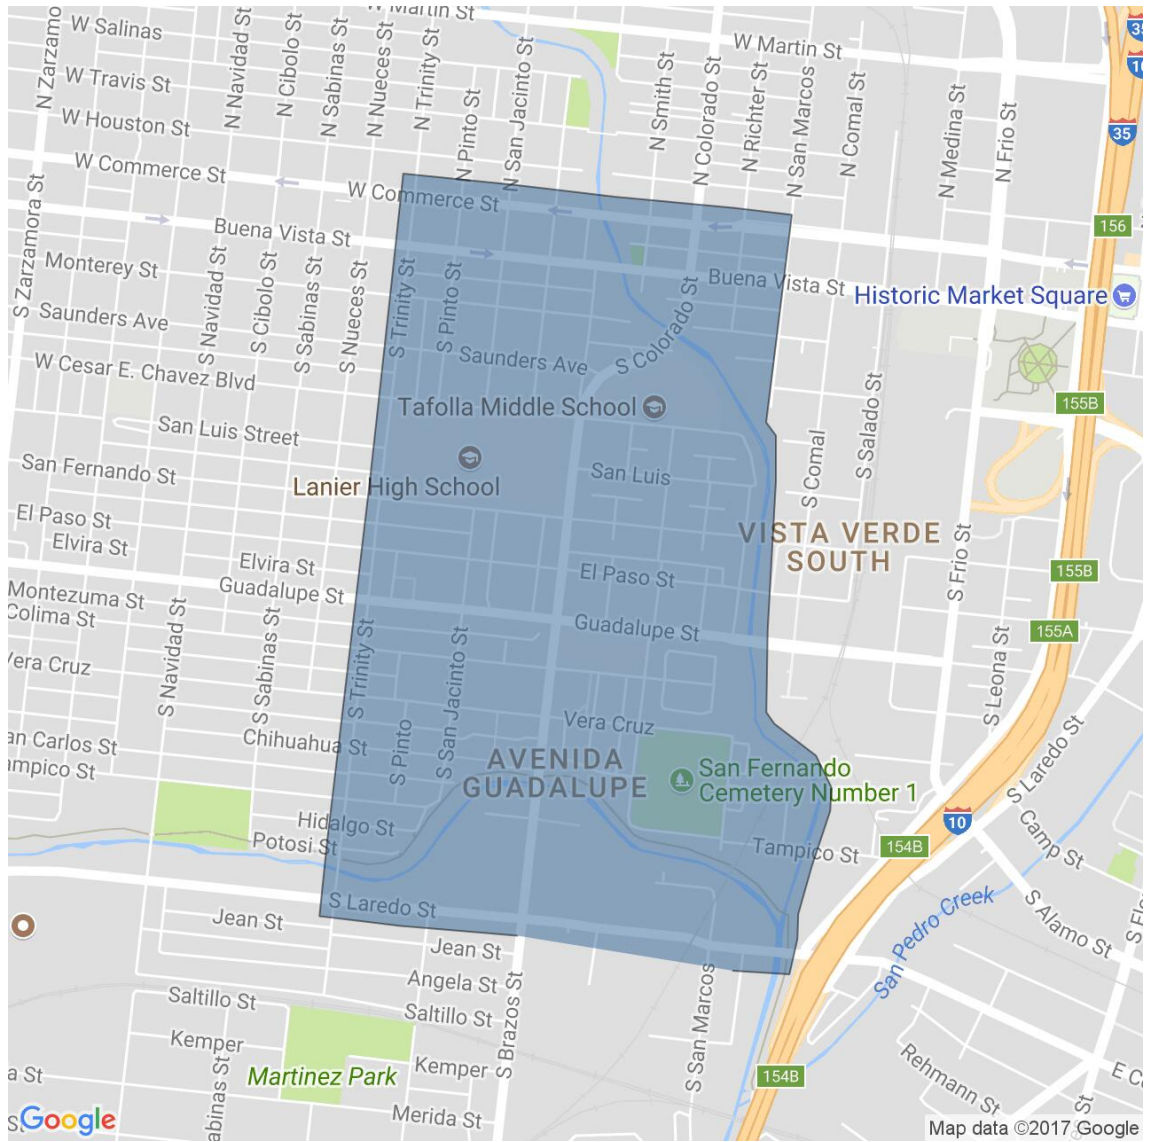 W Martin St
W Salinas
N Zarzamo
N Navidad St
N Cibolo St
N Sabinas St
N Nueces St
N Trinity St
N San Jacinto St
N Pinto St
W Travis St
W Houston St
W Commerce St
W Martin St
N Smith St
N Colorado St
N Richter St
N San Marcos
N Comal St
N Medina St
N Frio St
35
10
35
156
W Commerce St
Buena Vista St
Buena Vista St
Historic Market Square
S Zarzamora St
Monterey St
Saunders Ave
W Cesar E. Chavez Blvd
S Navidad St
S Cibolo St
S Sabinas St
S Nueces St
S Trinity St
S Pinto St
Saunders Ave
S Colorado St
Tafolla Middle School
155B
San Luis Street
San Fernando St
Lanier High School
San Luis
S Comal
S Salado St
El Paso St
Elvira St
VISTA VERDE
SOUTH
Elvira St
Guadalupe St
El Paso St
S Frio St
155B
Montezuma St
Colima St
Guadalupe St
155A
Vera Cruz
S Navidad St
S Sabinas St
S Trinity St
S San Jacinto St
S Pinto
S Leona St
Vera Cruz
an Carlos St
ampico St
Chihuahua St
AVENIDA
GUADALUPE
San Fernando
Cemetery Number 1
S Laredo St
10
Hidalgo St
Potosi St
Tampico St
154B
Camp St
S Laredo St
Jean St
Jean St
San Pedro Creek
S Alamo St
S Flo
Angela St
Saltillo St
Saltillo St
S Brazos St
S San Marcos
Kemper
Kemper
Martinez Park
154B
Rehmann St
E C
a St
abinas St
Merida St
St
S
Google
Map data ©2017 Google